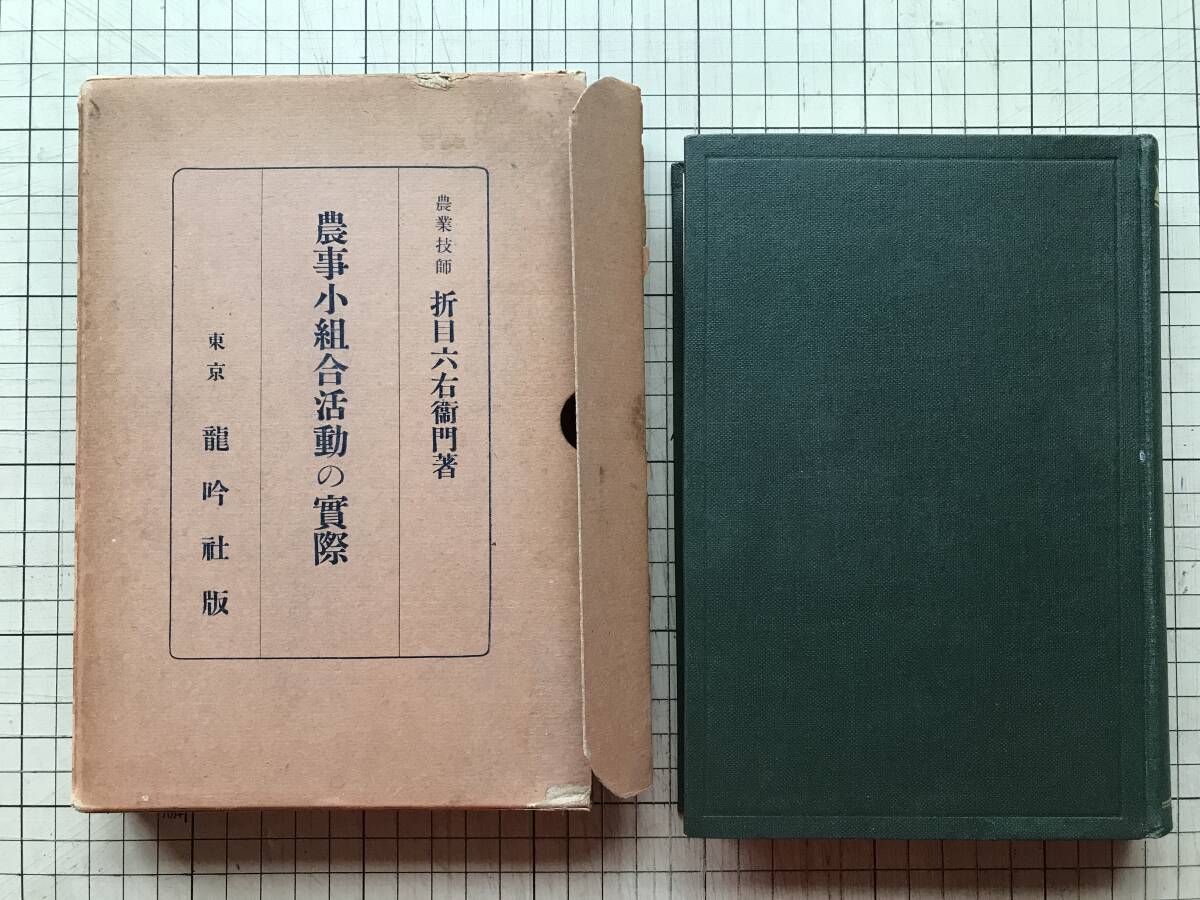 農業技師 折目六右衞門著
農事小組合活動の實際
東京 龍吟社版